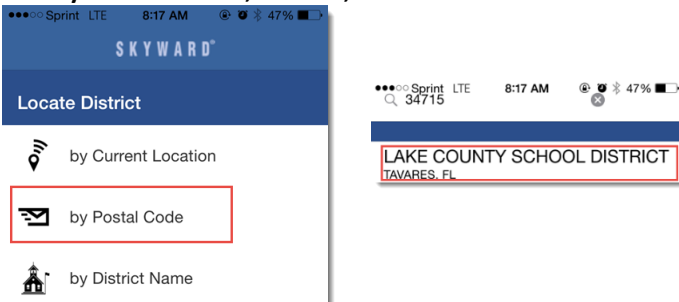 Sprint LTE 8:17 AM 47%
SKYWARD®
Locate District
by Current Location
by Postal Code
by District Name
Sprint LTE 8:17 AM 47%
34715
LAKE COUNTY SCHOOL DISTRICT
TAVARES, FL